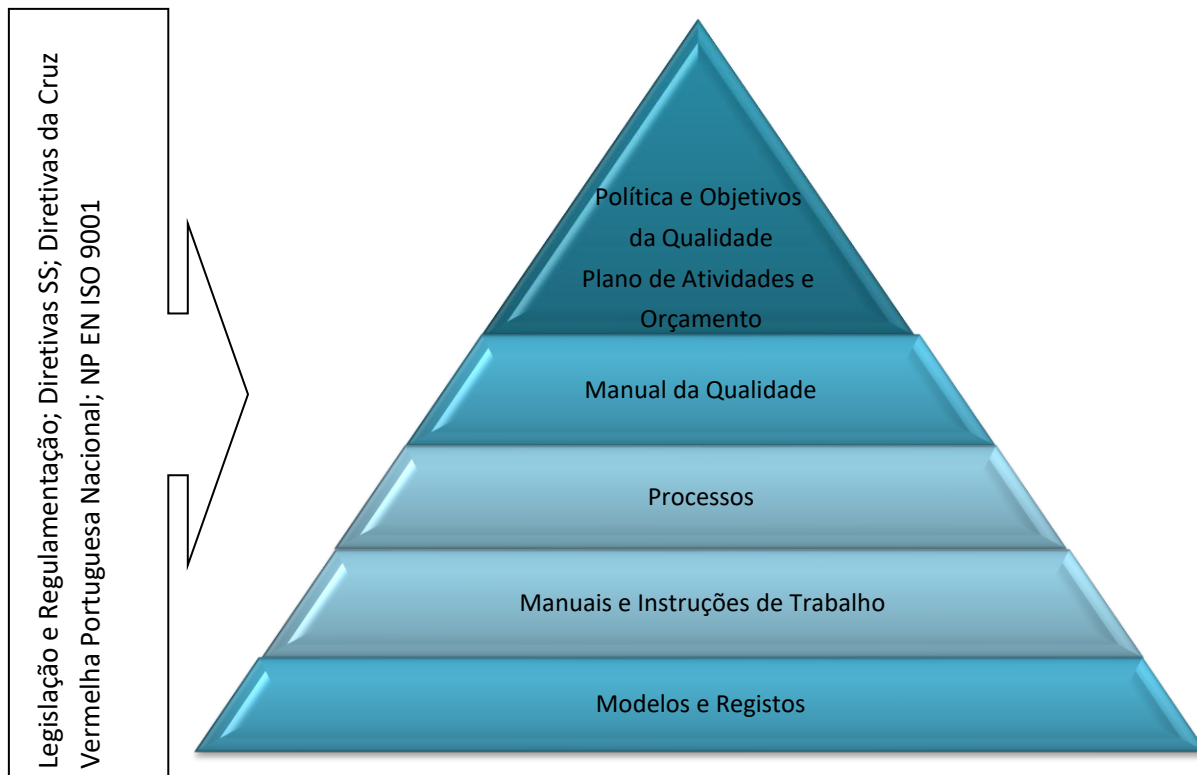 Legislação e Regulamentação; Diretivas SS; Diretivas da Cruz
Vermelha Portuguesa Nacional; NP EN ISO 9001
Política e Objetivos
da Qualidade
Plano de Atividades e
Orçamento
Manual da Qualidade
Processos
Manuais e Instruções de Trabalho
Modelos e Registos